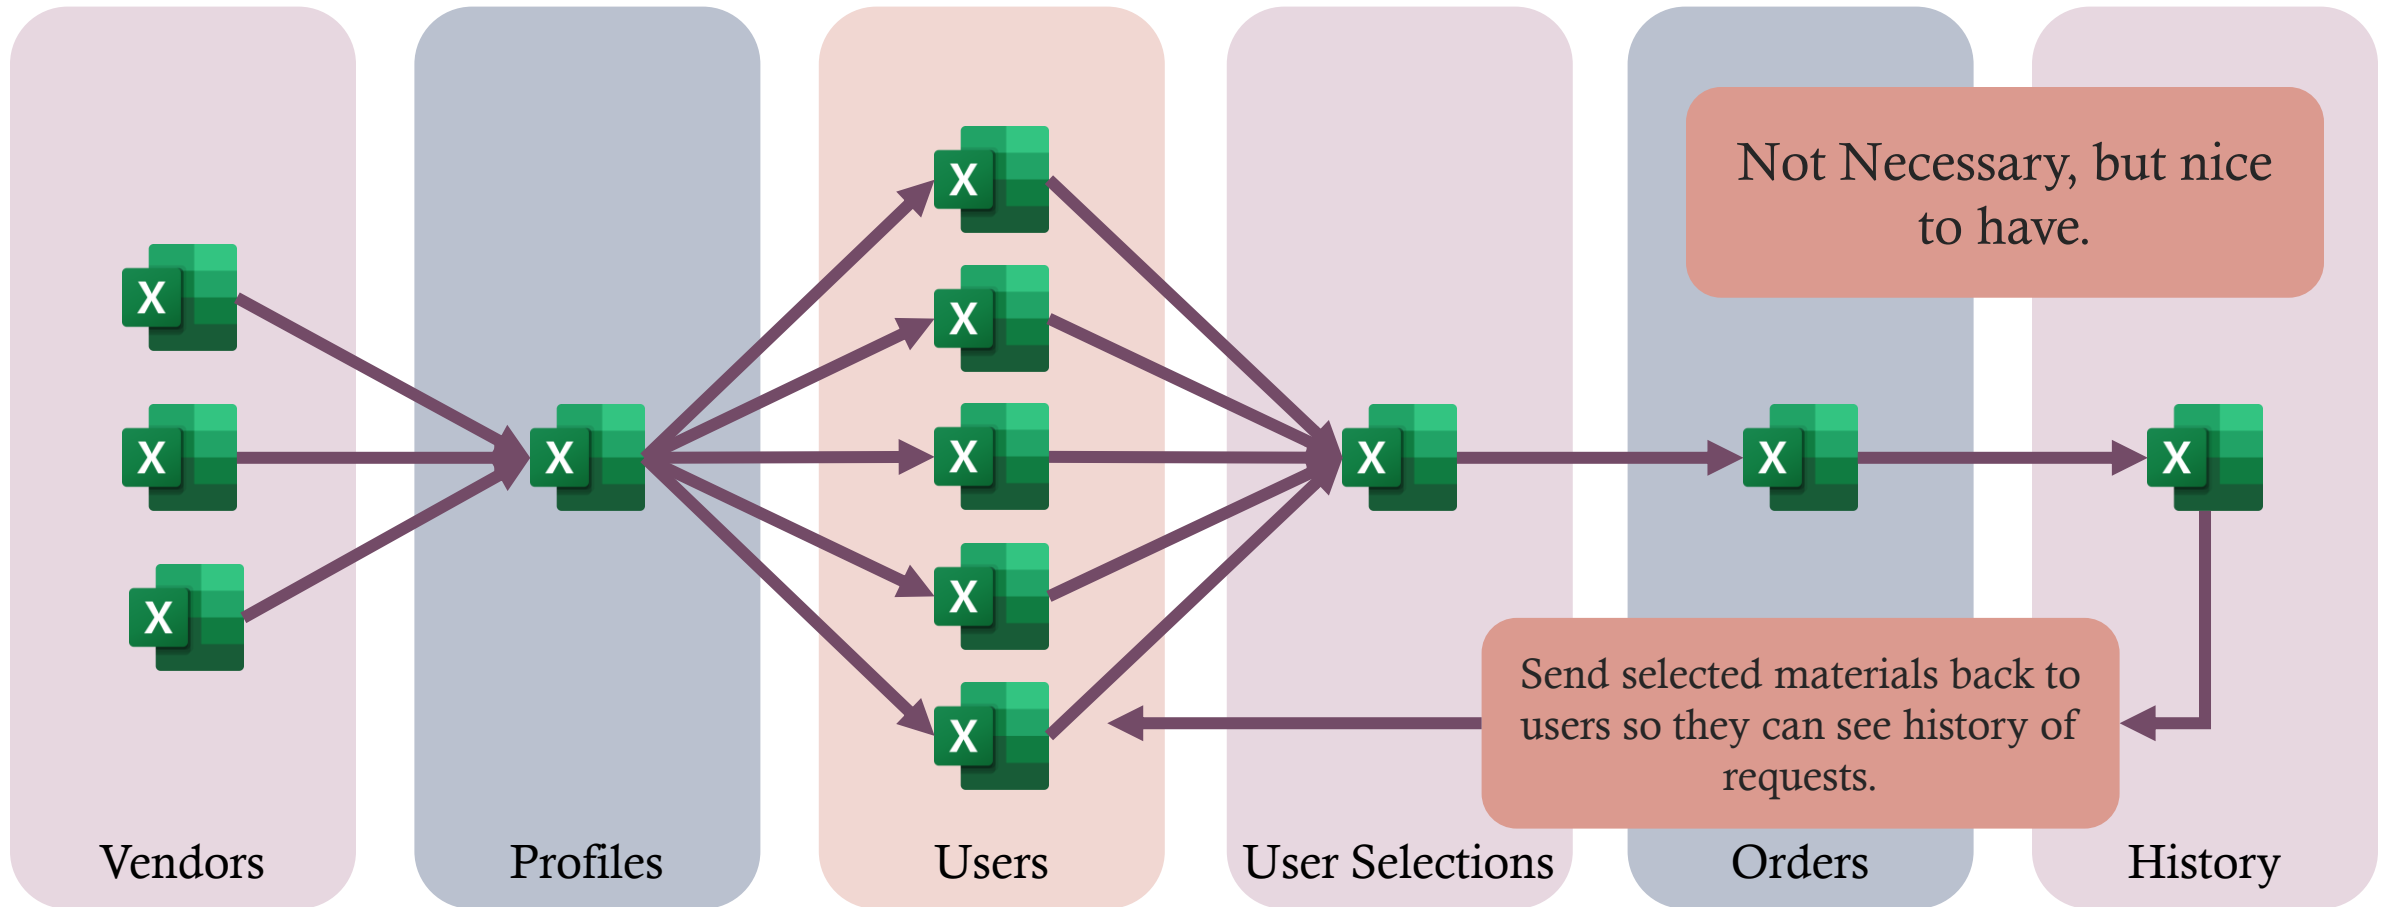 Not Necessary, but nice
to have.
X
X
X
X
X
X
X
X
X
X
X
X
Send selected materials back to
users so they can see history of
requests.
Vendors
Profiles
Users
User Selections
Orders
History